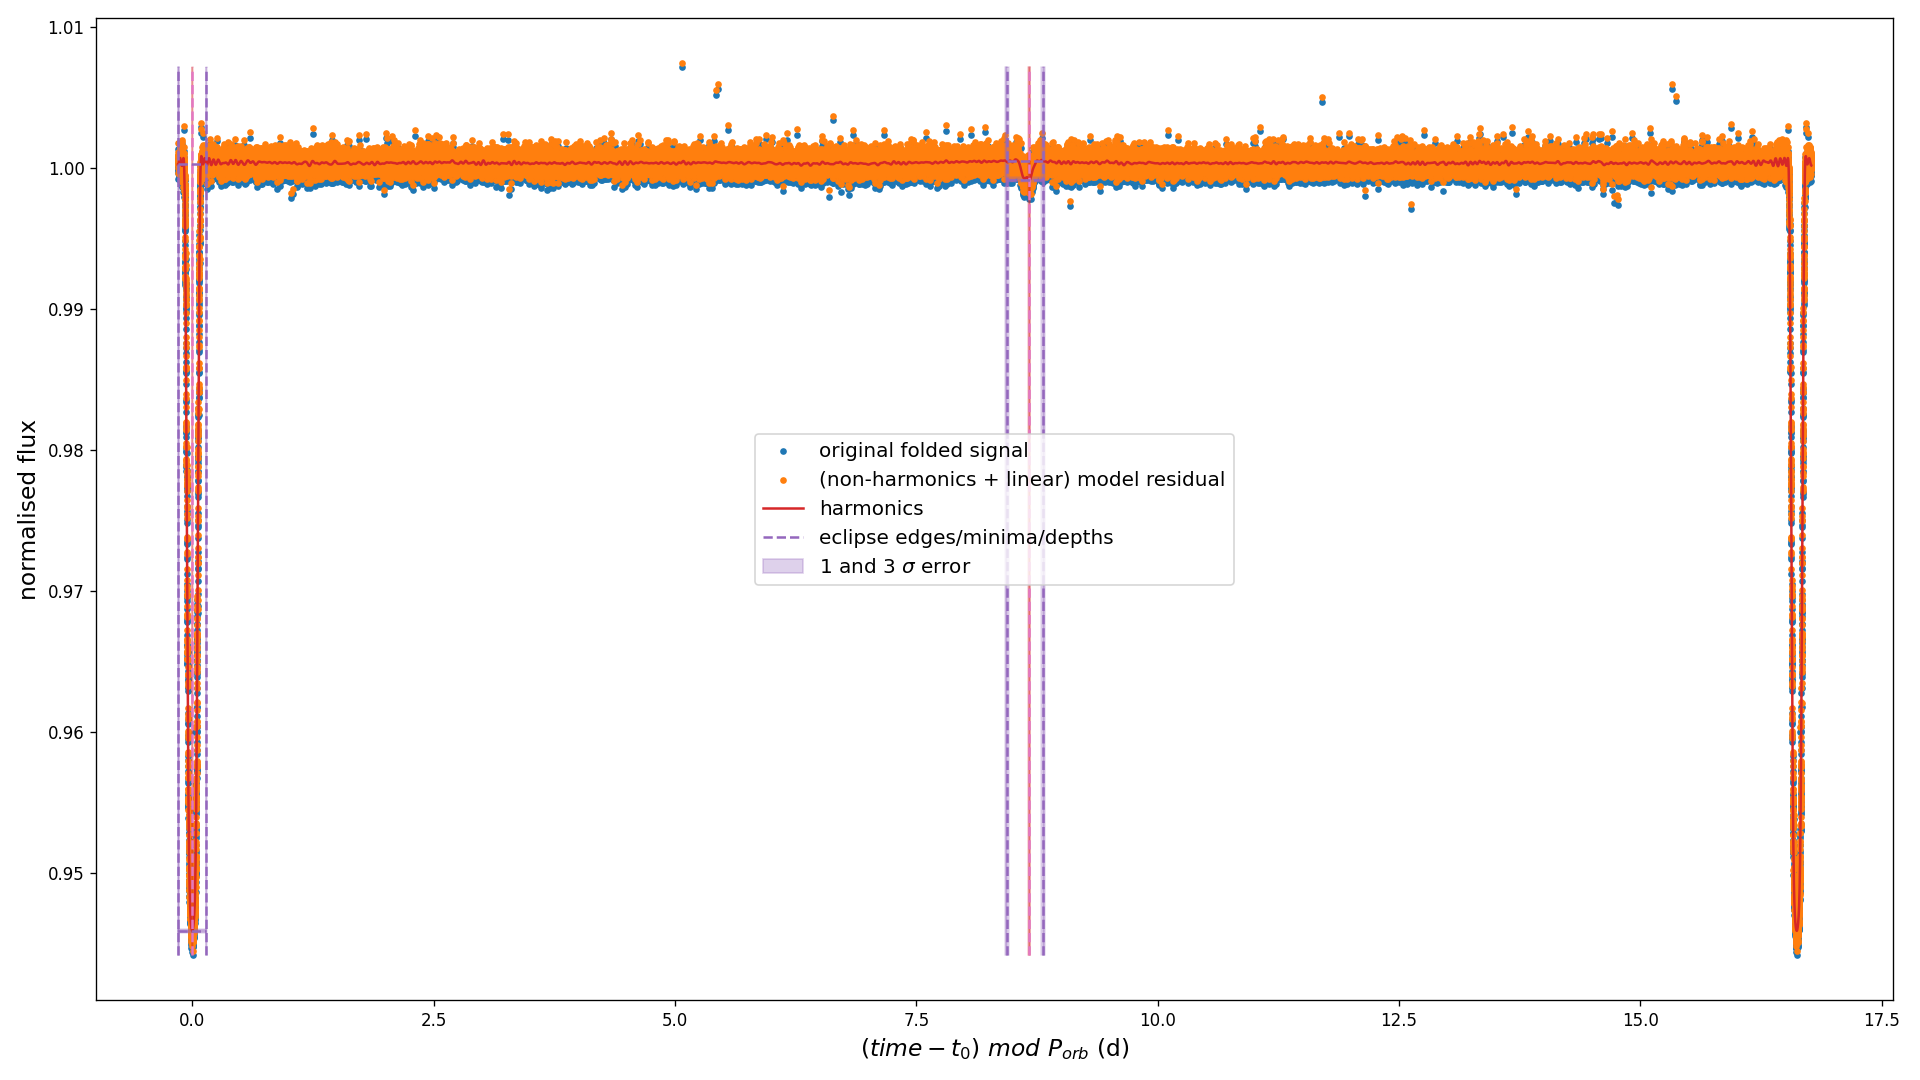 1.01
1.00
0.99
0.98
0.97
0.96
0.95
normalised flux
original folded signal
(non-harmonics + linear) model residual
harmonics
eclipse edges/minima/depths
1 and 3 σ error
0.0 2.5 5.0 7.5 10.0 12.5 15.0 17.5
(time − t₀) mod P_orb (d)